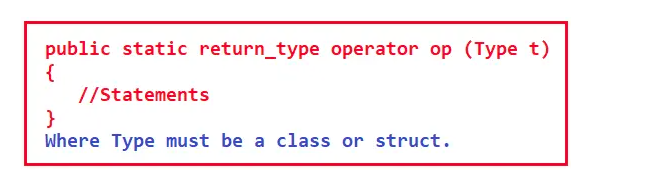 public static return_type operator op (Type t)
{
//Statements
}
Where Type must be a class or struct.